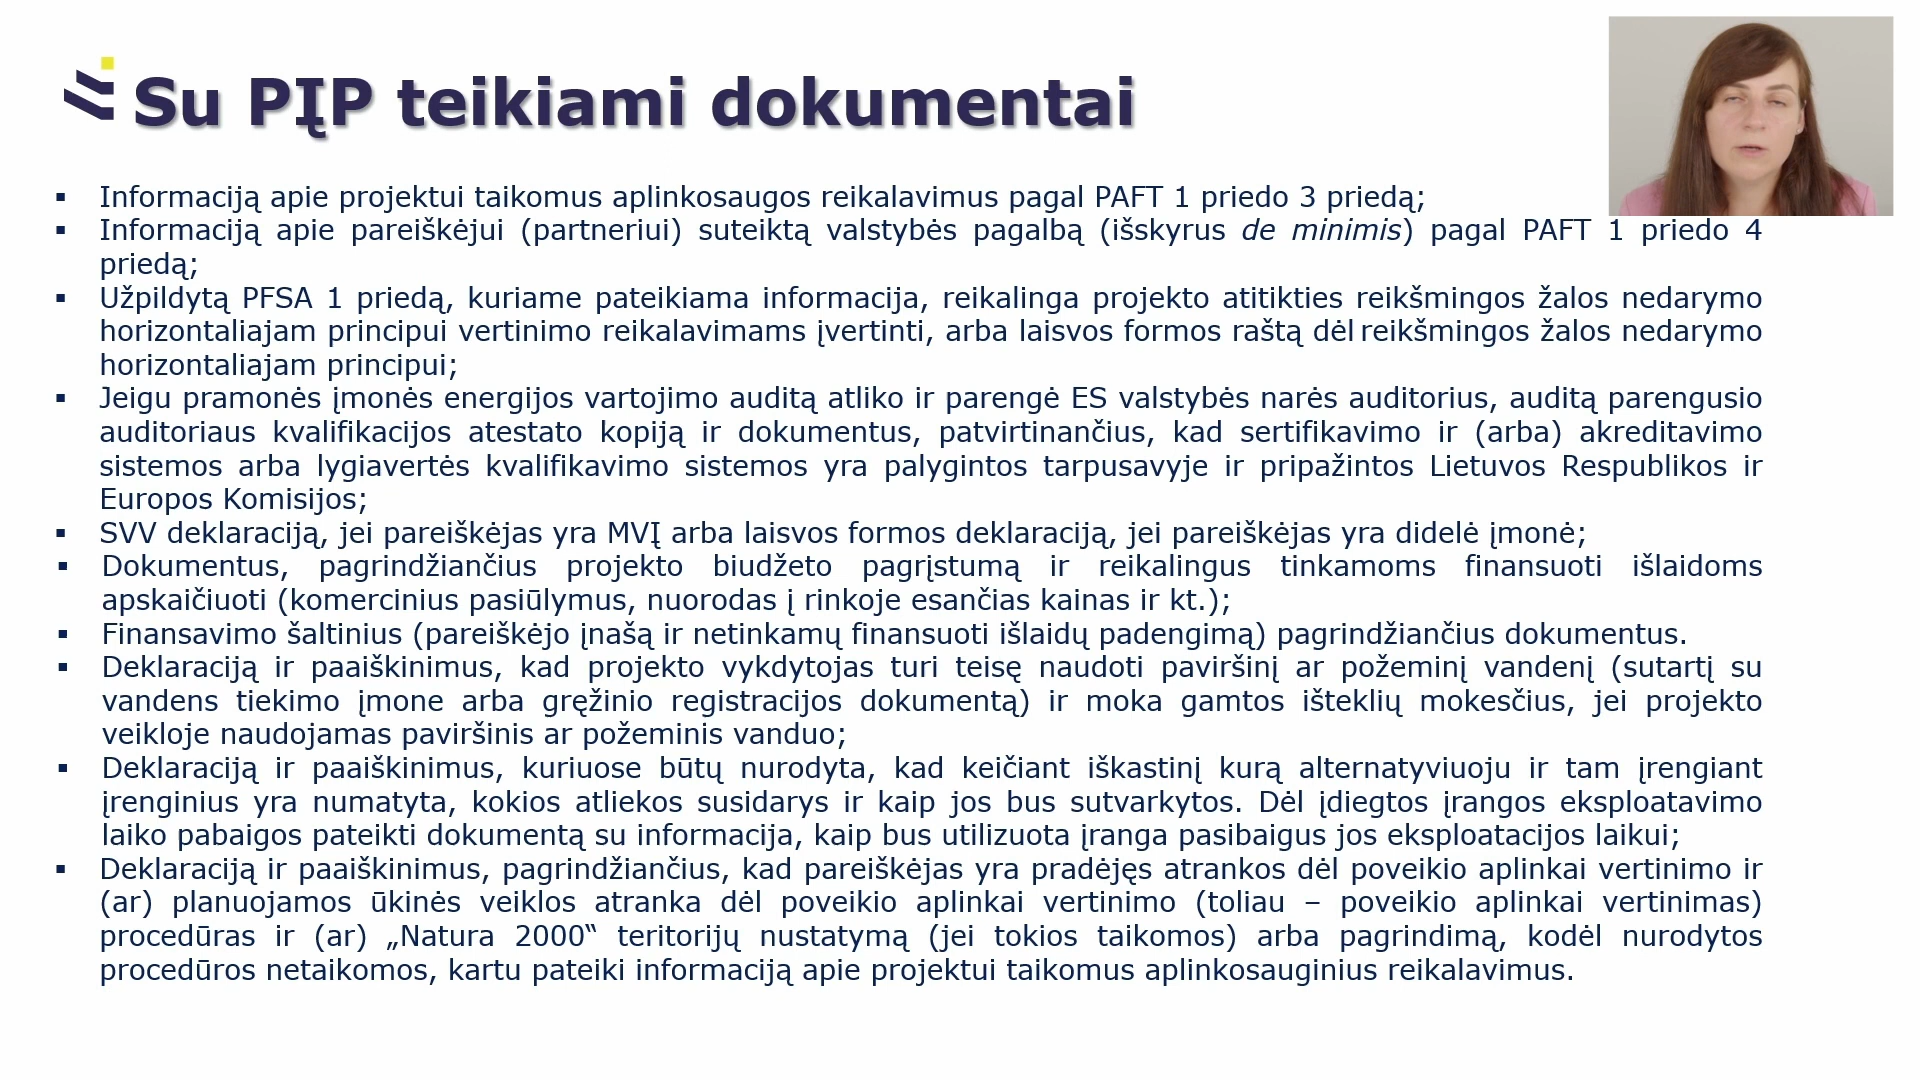 Su PĮP teikiami dokumentai
▪ Informaciją apie projektui taikomus aplinkosaugos reikalavimus pagal PAFT 1 priedo 3 priedą;
▪ Informaciją apie pareiškėjui (partneriui) suteiktą valstybės pagalbą (išskyrus de minimis) pagal PAFT 1 priedo 4
priedą;
▪ Užpildytą PFSA 1 priedą, kuriame pateikiama informacija, reikalinga projekto atitikties reikšmingos žalos nedarymo
horizontaliajam principui vertinimo reikalavimams įvertinti, arba laisvos formos raštą dėl reikšmingos žalos nedarymo
horizontaliajam principui;
▪ Jeigu pramonės įmonės energijos vartojimo auditą atliko ir parengė ES valstybės narės auditorius, auditą parengusio
auditoriaus kvalifikacijos atestato kopiją ir dokumentus, patvirtinančius, kad sertifikavimo ir (arba) akreditavimo
sistemos arba lygiavertės kvalifikavimo sistemos yra palygintos tarpusavyje ir pripažintos Lietuvos Respublikos ir
Europos Komisijos;
▪ SVV deklaraciją, jei pareiškėjas yra MVĮ arba laisvos formos deklaraciją, jei pareiškėjas yra didelė įmonė;
▪ Dokumentus, pagrindžiančius projekto biudžeto pagrįstumą ir reikalingus tinkamoms finansuoti išlaidoms
apskaičiuoti (komercinius pasiūlymus, nuorodas į rinkoje esančias kainas ir kt.);
▪ Finansavimo šaltinius (pareiškėjo įnašą ir netinkamų finansuoti išlaidų padengimą) pagrindžiančius dokumentus.
▪ Deklaraciją ir paaiškinimus, kad projekto vykdytojas turi teisę naudoti paviršinį ar požeminį vandenį (sutartį su
vandens tiekimo įmone arba gręžinio registracijos dokumentą) ir moka gamtos išteklių mokesčius, jei projekto
veikloje naudojamas paviršinis ar požeminis vanduo;
▪ Deklaraciją ir paaiškinimus, kuriuose būtų nurodyta, kad keičiant iškastinį kurą alternatyviuoju ir tam įrengiant
įrenginius yra numatyta, kokios atliekos susidarys ir kaip jos bus sutvarkytos. Dėl įdiegtos įrangos eksploatavimo
laiko pabaigos pateikti dokumentą su informacija, kaip bus utilizuota įranga pasibaigus jos eksploatacijos laikui;
▪ Deklaraciją ir paaiškinimus, pagrindžiančius, kad pareiškėjas yra pradėjęs atrankos dėl poveikio aplinkai vertinimo ir
(ar) planuojamos ūkinės veiklos atranka dėl poveikio aplinkai vertinimo (toliau – poveikio aplinkai vertinimas)
procedūras ir (ar) „Natura 2000“ teritorijų nustatymą (jei tokios taikomos) arba pagrindimą, kodėl nurodytos
procedūros netaikomos, kartu pateiki informaciją apie projektui taikomus aplinkosauginius reikalavimus.